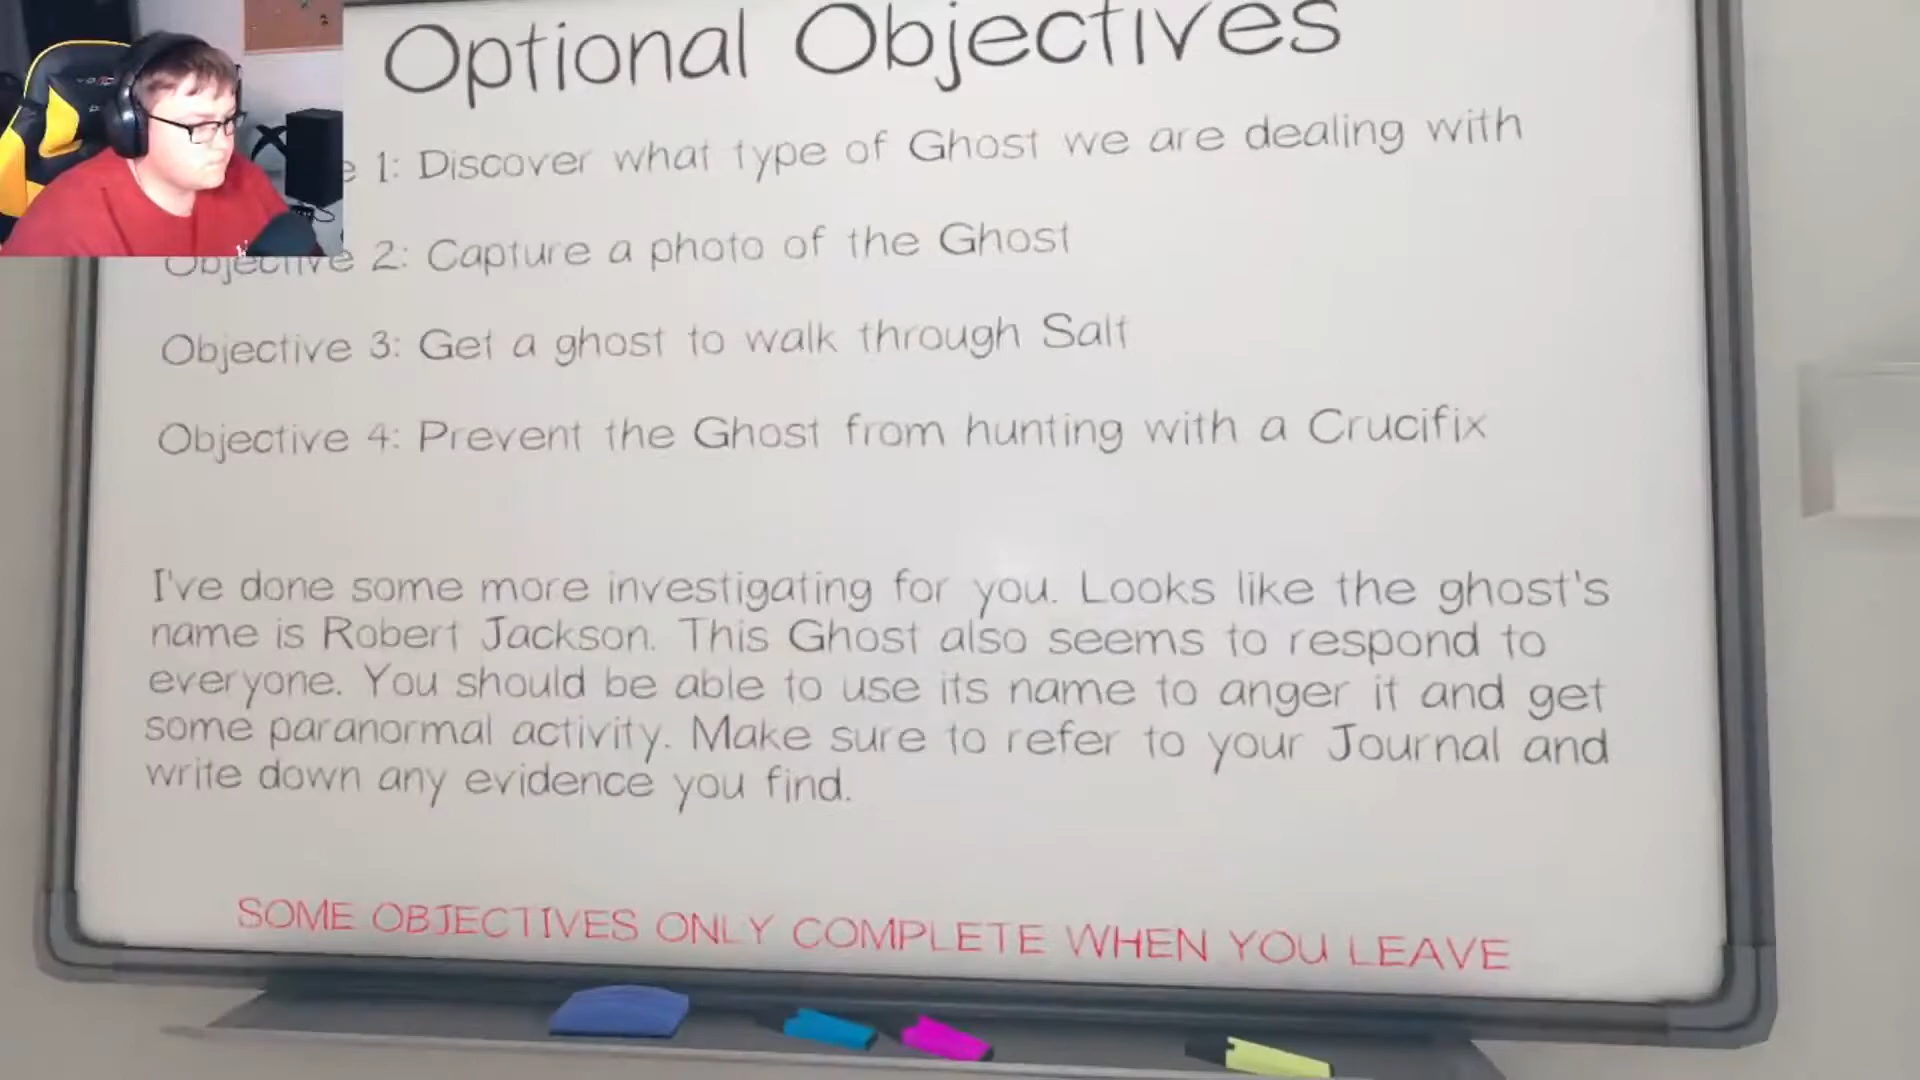 Optional Objectives
1: Discover what type of Ghost we are dealing with
Objective 2: Capture a photo of the Ghost
Objective 3: Get a ghost to walk through Salt
Objective 4: Prevent the Ghost from hunting with a Crucifix
I've done some more investigating for you. Looks like the ghost's
name is Robert Jackson. This Ghost also seems to respond to
everyone. You should be able to use its name to anger it and get
some paranormal activity. Make sure to refer to your Journal and
write down any evidence you find.
SOME OBJECTIVES ONLY COMPLETE WHEN YOU LEAVE